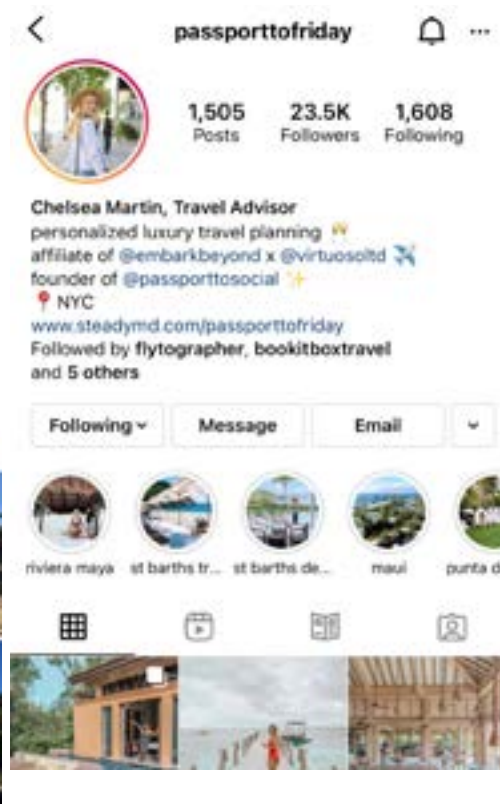 passporttofriday
1,505 23.5K 1,608
Posts Followers Following
Chelsea Martin, Travel Advisor
personalized luxury travel planning
affiliate of @embarkbeyond x @virtuosoltd
founder of @passporttosocial
NYC
www.steadymd.com/passporttofriday
Followed by flytographer, bookitboxtravel
and 5 others
Following Message Email
riviera maya st barths tr... st barths de... maui punta d